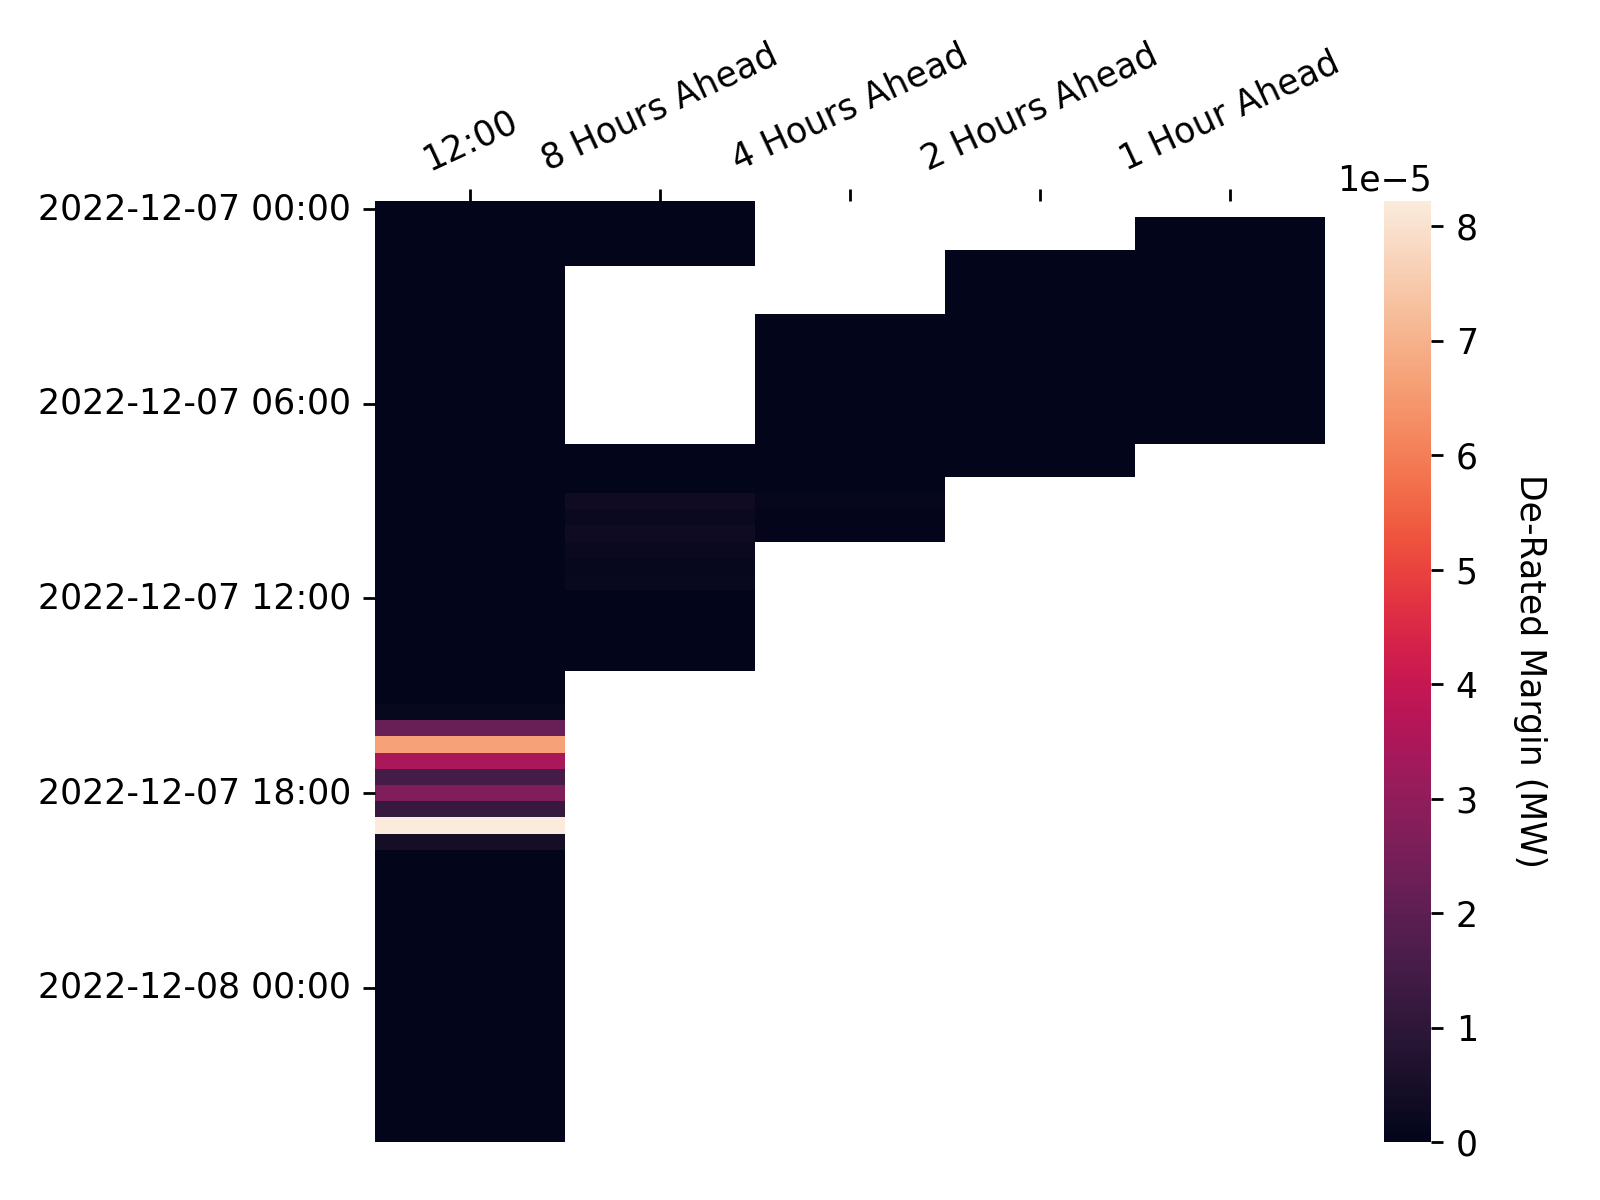 12:00
8 Hours Ahead
4 Hours Ahead
2 Hours Ahead
1 Hour Ahead
1e−5
2022-12-07 00:00
2022-12-07 06:00
2022-12-07 12:00
2022-12-07 18:00
2022-12-08 00:00
8
7
6
5
4
3
2
1
0
De-Rated Margin (MW)